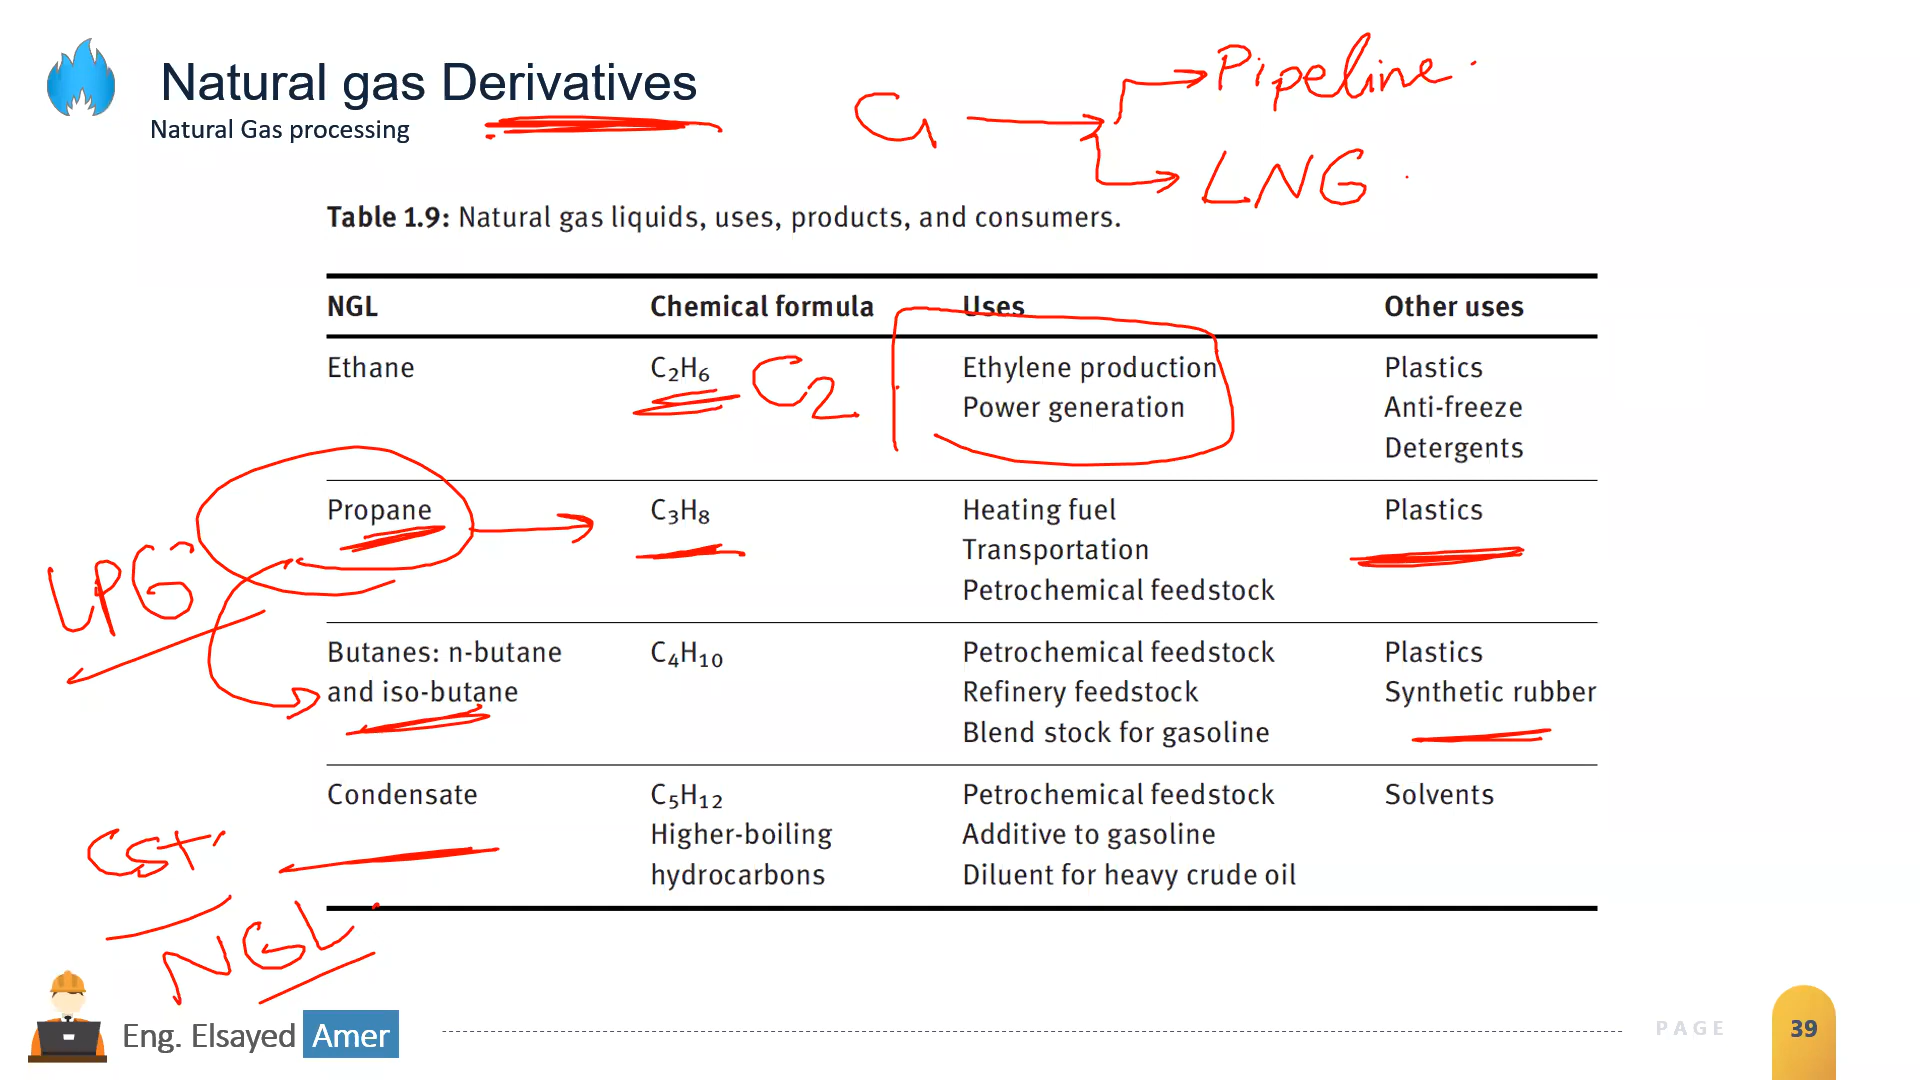 Natural gas Derivatives
Natural Gas processing
C1
Pipeline
LNG
Table 1.9: Natural gas liquids, uses, products, and consumers.
NGL Chemical formula Uses Other uses
Ethane C₂H₆ C2 Ethylene production Plastics
Power generation Anti-freeze
Detergents
Propane C₃H₈ Heating fuel Plastics
Transportation
Petrochemical feedstock
LPG
Butanes: n-butane C₄H₁₀ Petrochemical feedstock Plastics
and iso-butane Refinery feedstock Synthetic rubber
Blend stock for gasoline
Condensate C₅H₁₂ Petrochemical feedstock Solvents
Higher-boiling Additive to gasoline
hydrocarbons Diluent for heavy crude oil
C5+
NGL
Eng. Elsayed Amer
PAGE 39